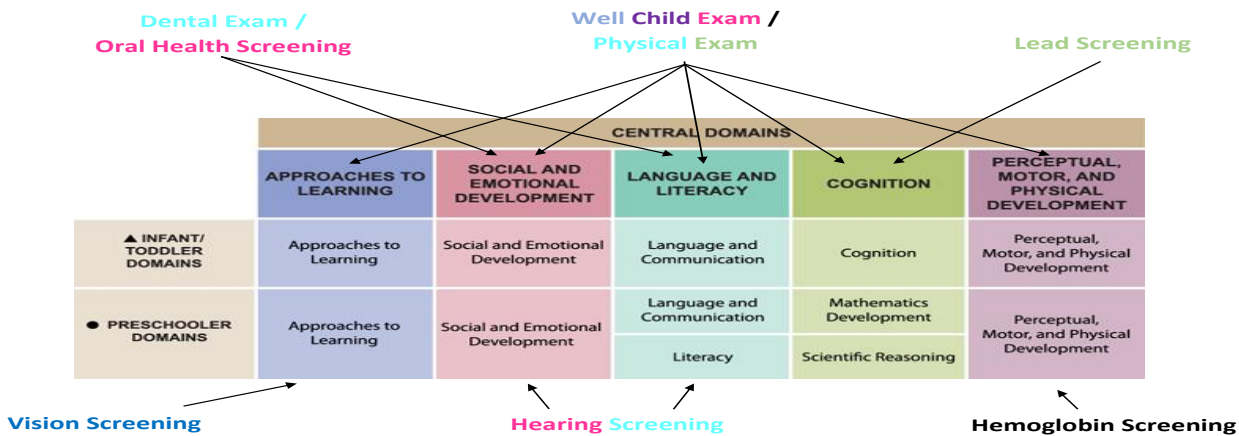 Dental Exam /
Oral Health Screening
Well Child Exam /
Physical Exam
Lead Screening
CENTRAL DOMAINS
APPROACHES TO
LEARNING
SOCIAL AND
EMOTIONAL
DEVELOPMENT
LANGUAGE AND
LITERACY
COGNITION
PERCEPTUAL,
MOTOR, AND
PHYSICAL
DEVELOPMENT
▲ INFANT/
TODDLER
DOMAINS
Approaches to
Learning
Social and Emotional
Development
Language and
Communication
Cognition
Perceptual,
Motor, and Physical
Development
● PRESCHOOLER
DOMAINS
Approaches to
Learning
Social and Emotional
Development
Language and
Communication
Literacy
Mathematics
Development
Scientific Reasoning
Perceptual,
Motor, and Physical
Development
Vision Screening
Hearing Screening
Hemoglobin Screening